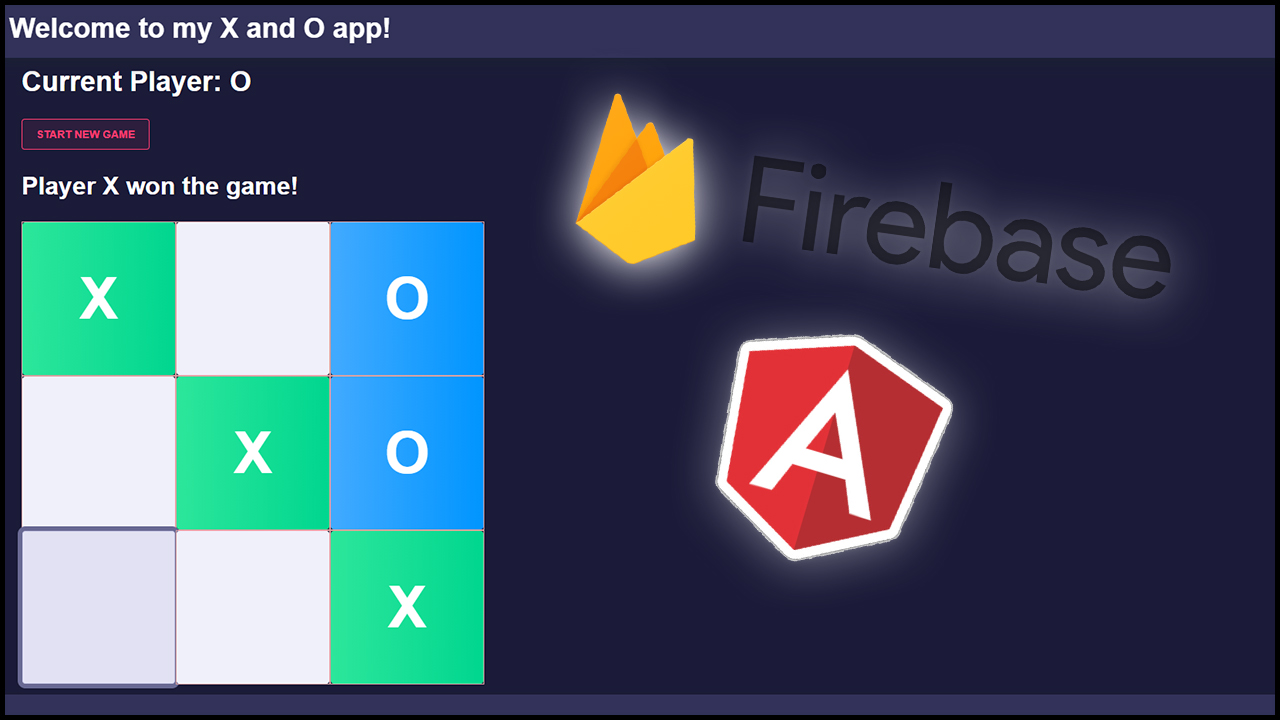 Welcome to my X and O app!
Current Player: O
START NEW GAME
Player X won the game!
X O
X O
X
Firebase
A